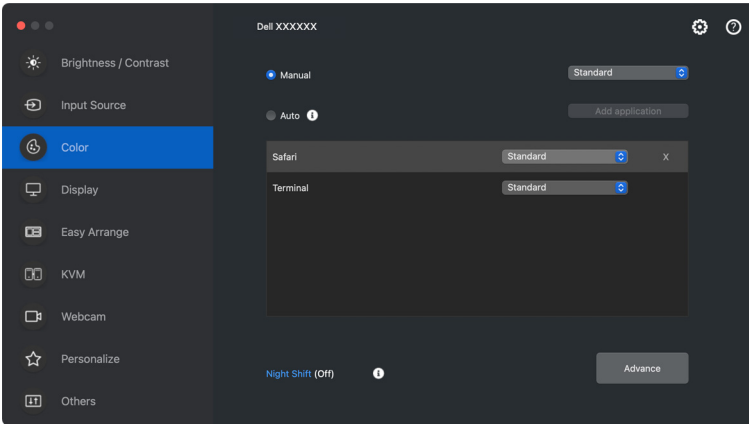 Dell XXXXXX
Brightness / Contrast
Input Source
Color
Display
Easy Arrange
KVM
Webcam
Personalize
Others
Manual Standard
Auto Add application
Safari Standard X
Terminal Standard
Night Shift (Off)
Advance